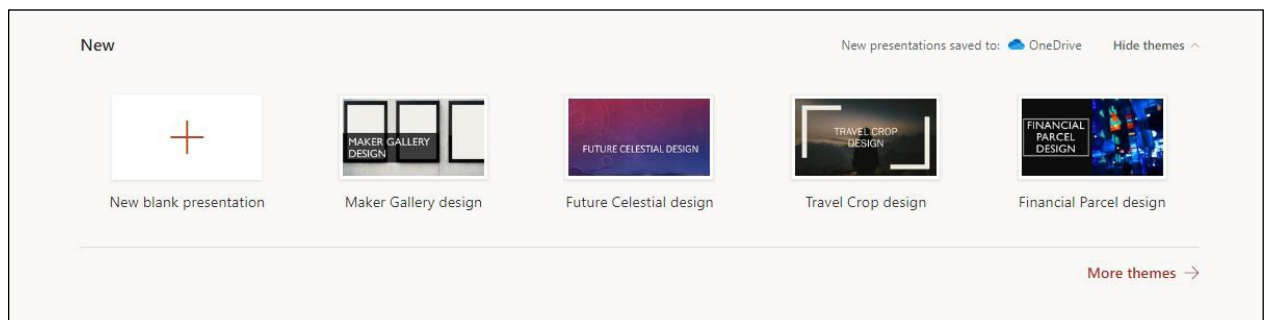 New
New presentations saved to: OneDrive Hide themes
MAKER GALLERY
DESIGN
FUTURE CELESTIAL DESIGN
TRAVEL CROP
DESIGN
FINANCIAL
PARCEL
DESIGN
New blank presentation
Maker Gallery design
Future Celestial design
Travel Crop design
Financial Parcel design
More themes